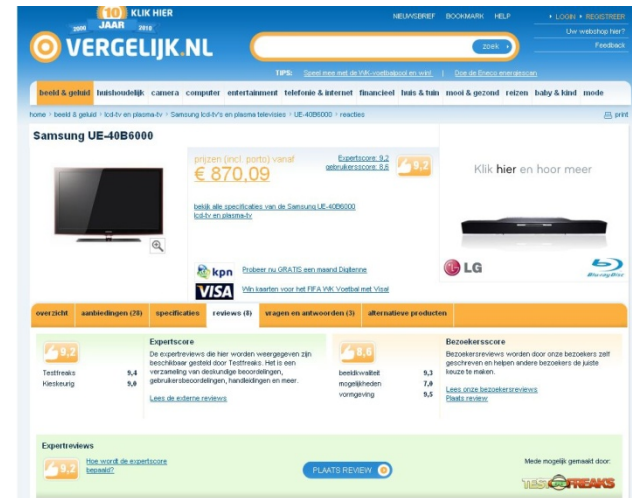 10 KLIK HIER
2000 JAAR 2010
NIEUWSBRIEF BOOKMARK HELP
LOGIN REGISTREER
VERGELIJK.NL
zoek
Uw webshop hier?
Feedback
TIPS: Speel mee met de WK-voetbalpool en win! | Doe de Eneco energiescan
beeld & geluid huishoudelijk camera computer entertainment telefonie & internet financieel huis & tuin mooi & gezond reizen baby & kind mode
home > beeld & geluid > lcd-tv en plasma-tv > Samsung lcd-tv's en plasma televisies > UE-40B6000 > reacties
print
Samsung UE-40B6000
prijzen (incl. porto) vanaf
€ 870,09
Expertscore: 9,2
gebruikersscore: 8,6
9,2
bekijk alle specificaties van de Samsung UE-40B6000
lcd-tv en plasma-tv
kpn Probeer nu GRATIS een maand Digitenne
VISA Win kaarten voor het FIFA WK Voetbal met Visa!
Klik hier en hoor meer
LG
Blu-ray Disc
overzicht aanbiedingen (28) specificaties reviews (8) vragen en antwoorden (3) alternatieve producten
9,2
Testfreaks 9,4
Kieskeurig 9,0
Expertscore
De expertreviews die hier worden weergegeven zijn
beschikbaar gesteld door Testfreaks. Het is een
verzameling van deskundige beoordelingen,
gebruikersbeoordelingen, handleidingen en meer.
Lees de externe reviews
8,6
beeldkwaliteit 9,3
mogelijkheden 7,0
vormgeving 9,5
Bezoekersscore
Bezoekersreviews worden door onze bezoekers zelf
geschreven en helpen andere bezoekers de juiste
keuze te maken.
Lees onze bezoekersreviews
Plaats review
Expertreviews
9,2
Hoe wordt de expertscore
bepaald?
PLAATS REVIEW
Mede mogelijk gemaakt door:
TESTFREAKS